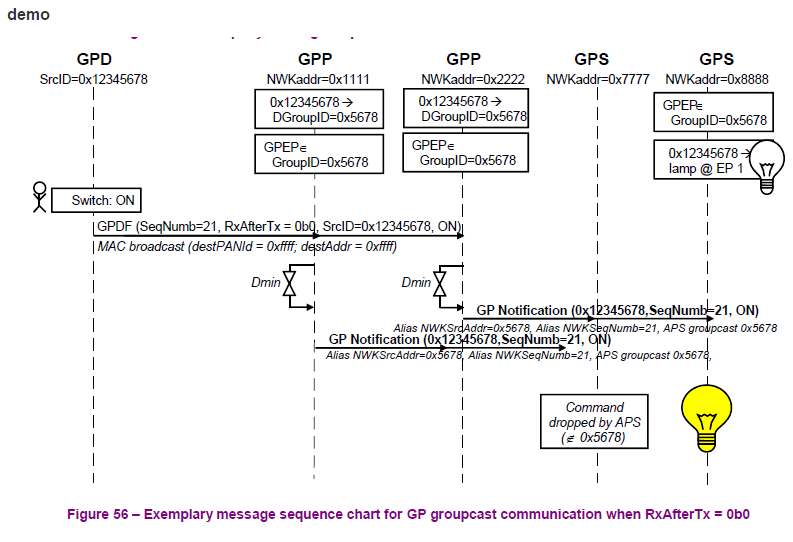 demo
GPD
GPP
GPP
GPS
GPS
SrcID=0x12345678
NWKaddr=0x1111
NWKaddr=0x2222
NWKaddr=0x7777
NWKaddr=0x8888
0x12345678 →
DGroupID=0x5678
0x12345678 →
DGroupID=0x5678
GPEP∈
GroupID=0x5678
GPEP∈
GroupID=0x5678
GPEP∈
GroupID=0x5678
0x12345678 →
lamp @ EP 1
Switch: ON
GPDF (SeqNumb=21, RxAfterTx = 0b0, SrcID=0x12345678, ON)
MAC broadcast (destPANId = 0xffff; destAddr = 0xffff)
Dmin
Dmin
GP Notification (0x12345678,SeqNumb=21, ON)
Alias NWKSrcAddr=0x5678, Alias NWKSeqNumb=21, APS groupcast 0x5678
GP Notification (0x12345678,SeqNumb=21, ON)
Alias NWKSrcAddr=0x5678, Alias NWKSeqNumb=21, APS groupcast 0x5678,
Command
dropped by APS
(∉ 0x5678)
Figure 56 – Exemplary message sequence chart for GP groupcast communication when RxAfterTx = 0b0